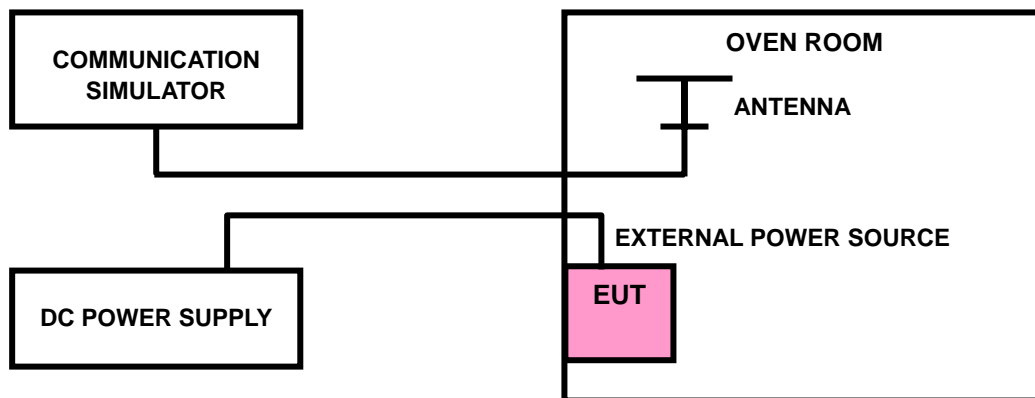 COMMUNICATION
SIMULATOR
OVEN ROOM
ANTENNA
EXTERNAL POWER SOURCE
EUT
DC POWER SUPPLY